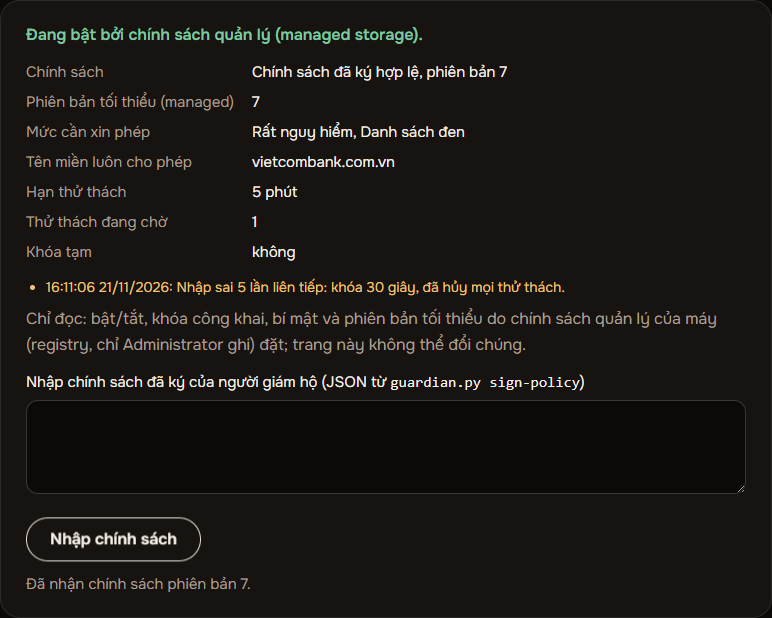 Đang bật bởi chính sách quản lý (managed storage).
Chính sách Chính sách đã ký hợp lệ, phiên bản 7
Phiên bản tối thiểu (managed) 7
Mức cần xin phép Rất nguy hiểm, Danh sách đen
Tên miền luôn cho phép vietcombank.com.vn
Hạn thử thách 5 phút
Thử thách đang chờ 1
Khóa tạm không
• 16:11:06 21/11/2026: Nhập sai 5 lần liên tiếp: khóa 30 giây, đã hủy mọi thử thách.
Chỉ đọc: bật/tắt, khóa công khai, bí mật và phiên bản tối thiểu do chính sách quản lý của máy
(registry, chỉ Administrator ghi) đặt; trang này không thể đổi chúng.
Nhập chính sách đã ký của người giám hộ (JSON từ guardian.py sign-policy)
Nhập chính sách
Đã nhận chính sách phiên bản 7.